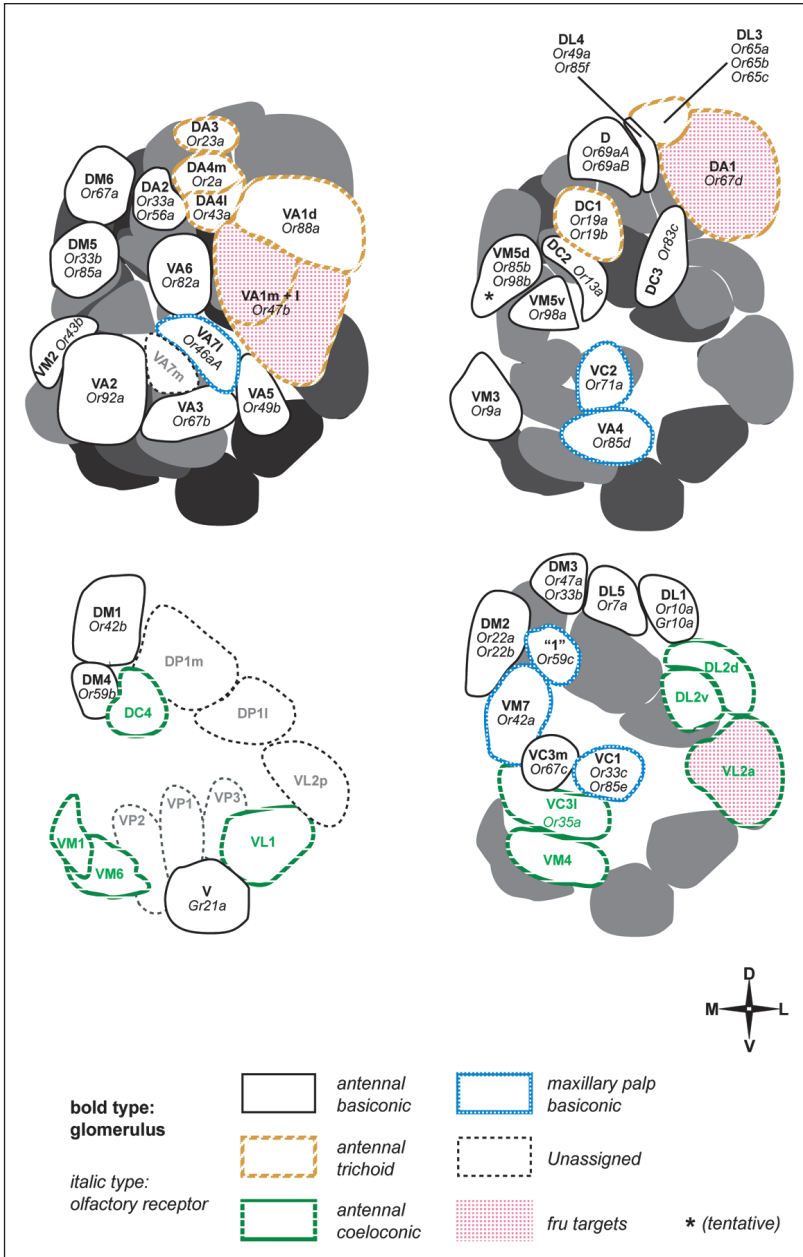 DA3
Or23a
DA4m
Or2a
DM6
Or67a
DA2
Or33a
Or56a
DA4l
Or43a
VA1d
Or88a
DM5
Or33b
Or85a
VA6
Or82a
VA1m + l
Or47b
VM2 Or43b
VA7l
Or46aA
VA7m
VA2
Or92a
VA3
Or67b
VA5
Or49b
DL4
Or49a
Or85f
DL3
Or65a
Or65b
Or65c
D
Or69aA
Or69aB
DA1
Or67d
DC1
Or19a
Or19b
VM5d
Or85b
Or98b
*
DC2
Or13a
DC3
Or83c
VM5v
Or98a
VC2
Or71a
VM3
Or9a
VA4
Or85d
DM1
Or42b
DP1m
DM4
Or59b
DC4
DP1l
VL2p
VP2
VP1
VP3
VM1
VL1
VM6
V
Gr21a
DM3
Or47a
Or33b
DL5
Or7a
DL1
Or10a
Gr10a
DM2
Or22a
Or22b
“1”
Or59c
DL2d
DL2v
VM7
Or42a
VC3m
Or67c
VC1
Or33c
Or85e
VL2a
VC3l
Or35a
VM4
D
M L
V
bold type:
glomerulus
italic type:
olfactory receptor
antennal
basiconic
maxillary palp
basiconic
antennal
trichoid
Unassigned
antennal
coeloconic
fru targets
* (tentative)